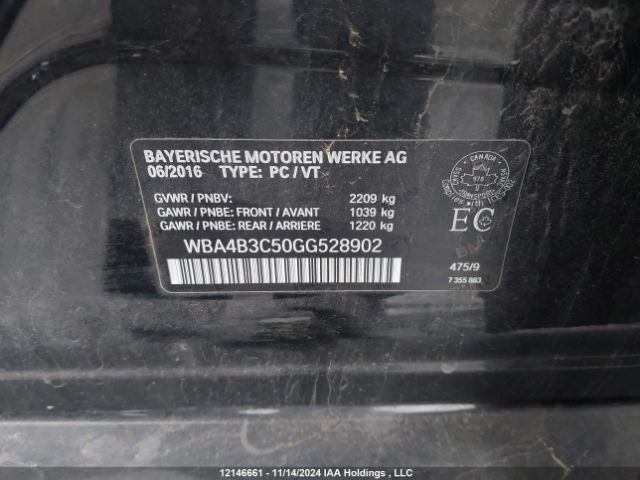 BAYERISCHE MOTOREN WERKE AG
06/2016 TYPE: PC / VT
GVWR / PNBV: 2209 kg
GAWR / PNBE: FRONT / AVANT 1039 kg
GAWR / PNBE: REAR / ARRIERE 1220 kg
WBA4B3C50GG528902
CANADA
TRANSPORTS
EC
475/9
7 355 883
12146661 - 11/14/2024 IAA Holdings , LLC